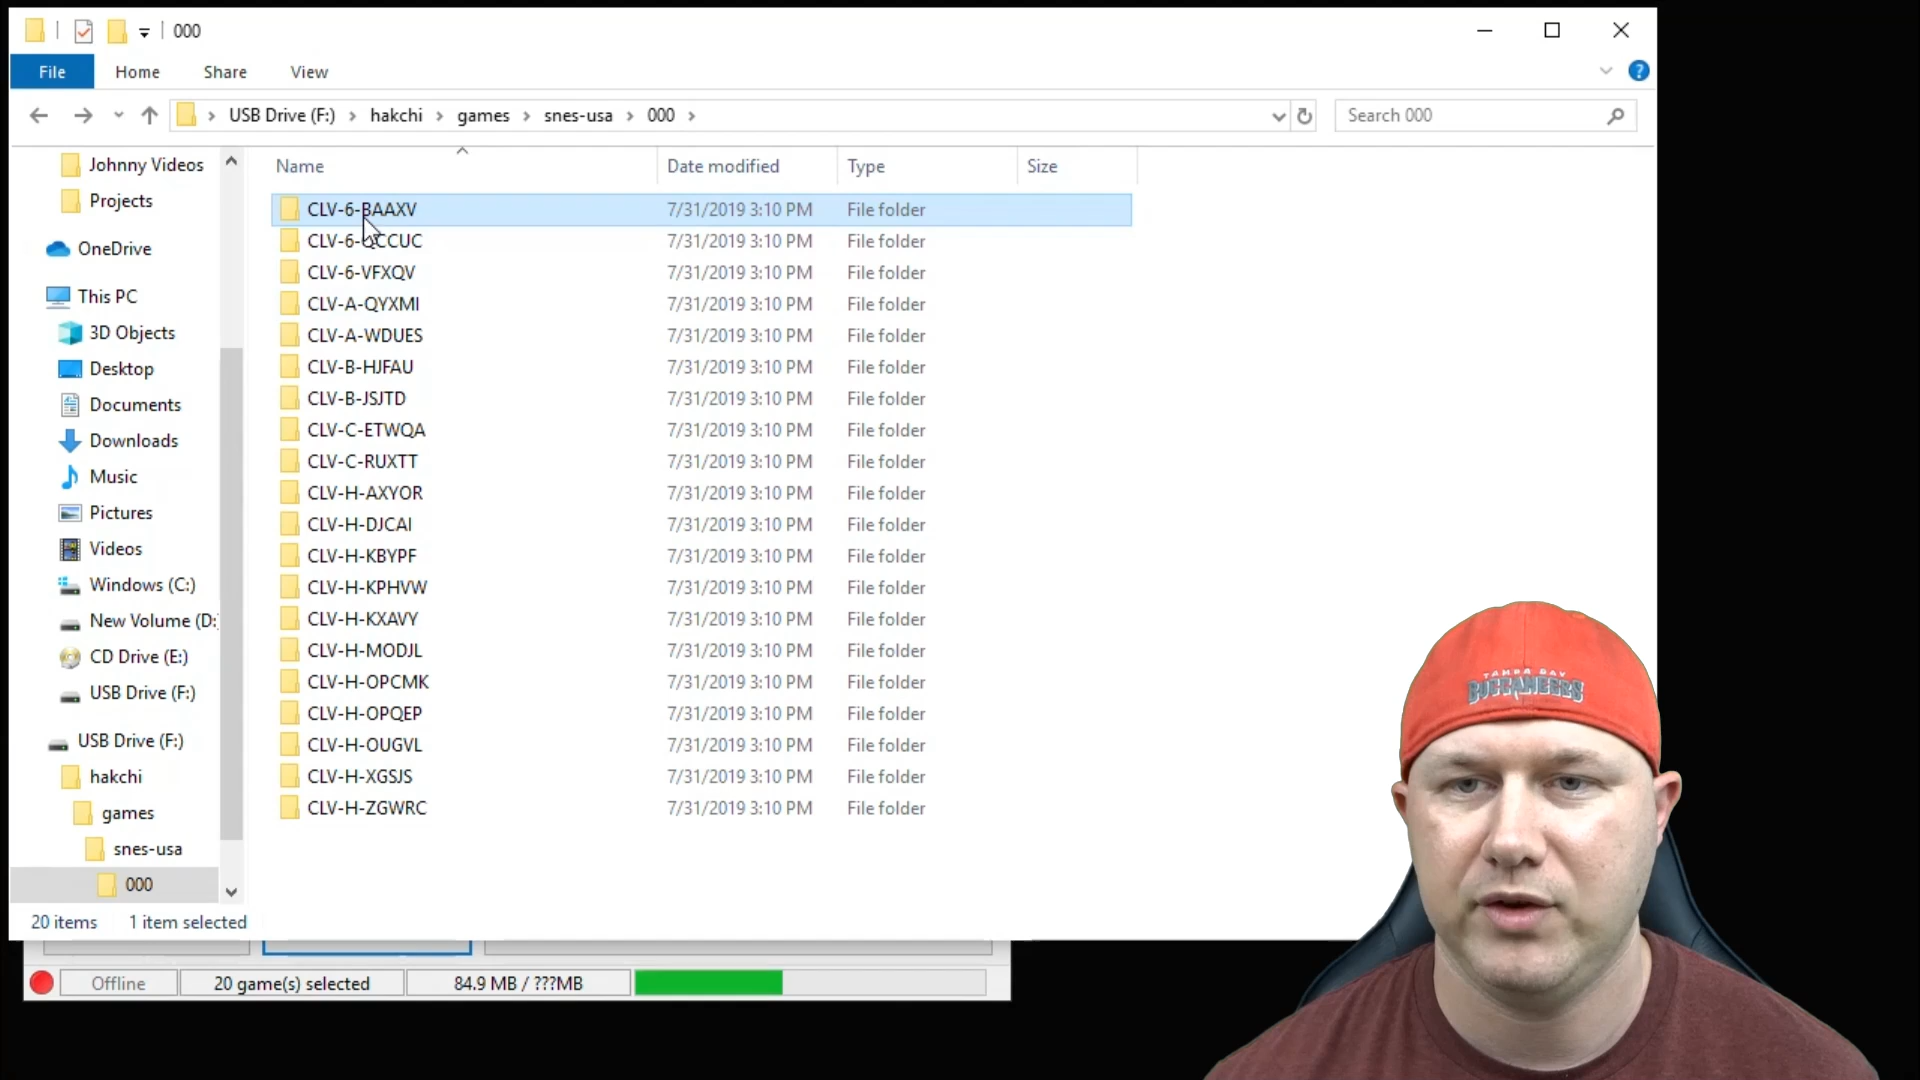 000
File Home Share View
USB Drive (F:) hakchi games snes-usa 000 Search 000
Name Date modified Type Size
CLV-6-BAAXV 7/31/2019 3:10 PM File folder
CLV-6-QCCUC 7/31/2019 3:10 PM File folder
CLV-6-VFXQV 7/31/2019 3:10 PM File folder
CLV-A-QYXMI 7/31/2019 3:10 PM File folder
CLV-A-WDUES 7/31/2019 3:10 PM File folder
CLV-B-HJFAU 7/31/2019 3:10 PM File folder
CLV-B-JSJTD 7/31/2019 3:10 PM File folder
CLV-C-ETWQA 7/31/2019 3:10 PM File folder
CLV-C-RUXTT 7/31/2019 3:10 PM File folder
CLV-H-AXYOR 7/31/2019 3:10 PM File folder
CLV-H-DJCAI 7/31/2019 3:10 PM File folder
CLV-H-KBYPF 7/31/2019 3:10 PM File folder
CLV-H-KPHVW 7/31/2019 3:10 PM File folder
CLV-H-KXAVY 7/31/2019 3:10 PM File folder
CLV-H-MODJL 7/31/2019 3:10 PM File folder
CLV-H-OPCMK 7/31/2019 3:10 PM File folder
CLV-H-OPQEP 7/31/2019 3:10 PM File folder
CLV-H-OUGVL 7/31/2019 3:10 PM File folder
CLV-H-XGSJS 7/31/2019 3:10 PM File folder
CLV-H-ZGWRC 7/31/2019 3:10 PM File folder
Johnny Videos
Projects
OneDrive
This PC
3D Objects
Desktop
Documents
Downloads
Music
Pictures
Videos
Windows (C:)
New Volume (D:
CD Drive (E:)
USB Drive (F:)
USB Drive (F:)
hakchi
games
snes-usa
000
20 items 1 item selected
Offline 20 game(s) selected 84.9 MB / ???MB
TAMPA BAY
BUCCANEERS